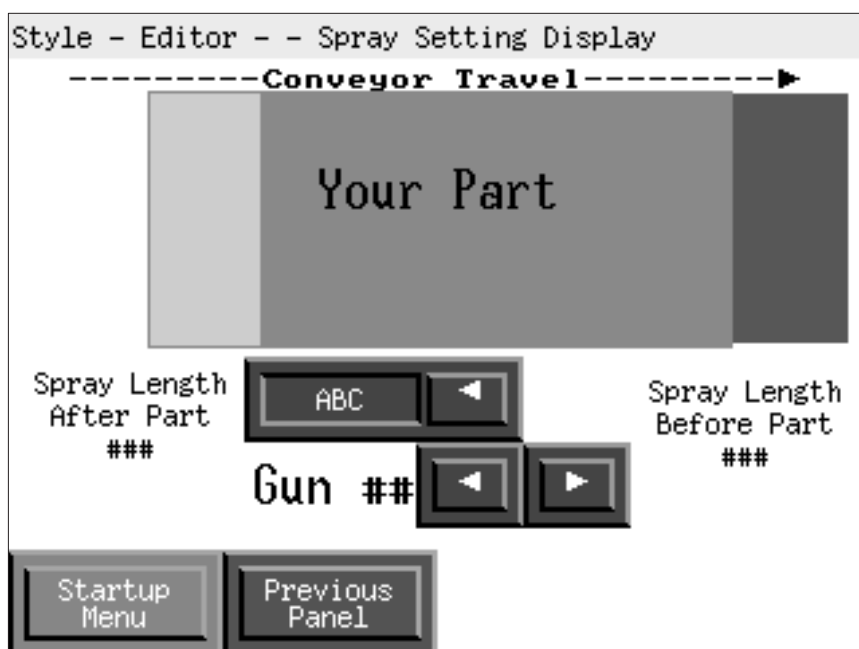 Style - Editor - - Spray Setting Display
---------Conveyor Travel---------▶
Your Part
Spray Length
After Part
###
ABC
◀
Spray Length
Before Part
###
Gun ##
◀ ▶
Startup
Menu
Previous
Panel